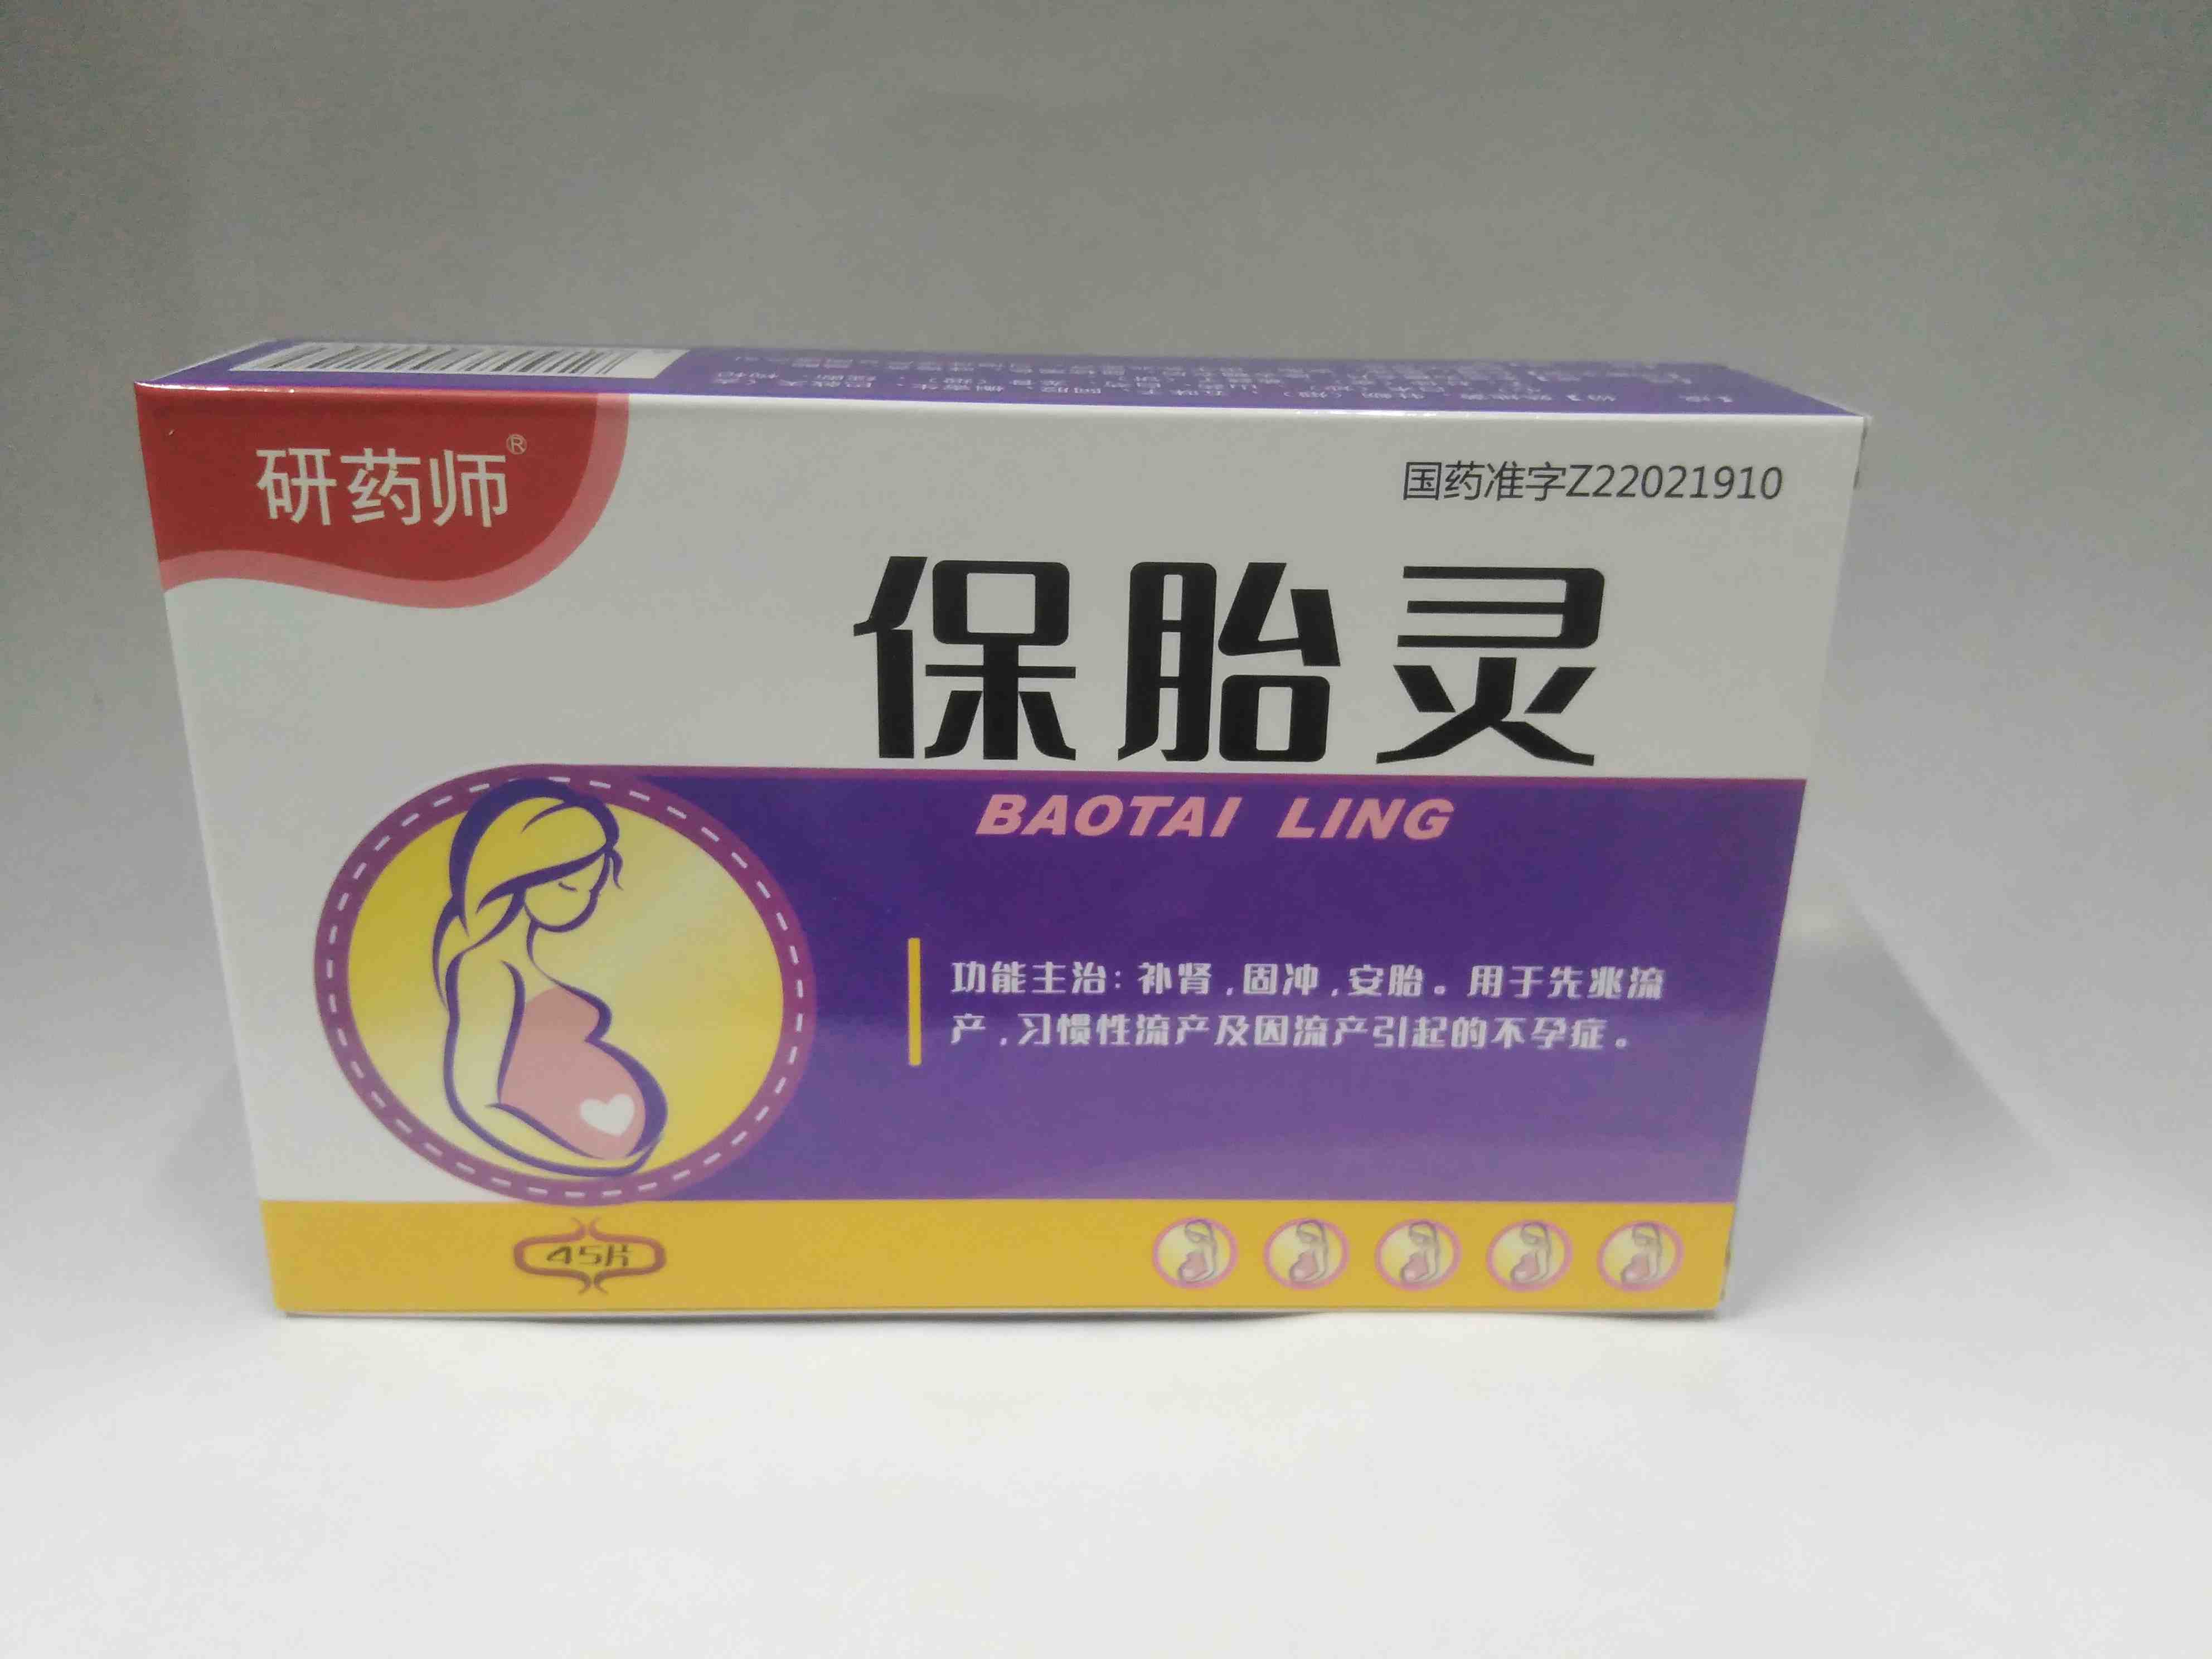 研药师®
国药准字Z22021910
保胎灵
BAOTAI LING
功能主治：补肾，固冲，安胎。用于先兆流
产，习惯性流产及因流产引起的不孕症。
45片